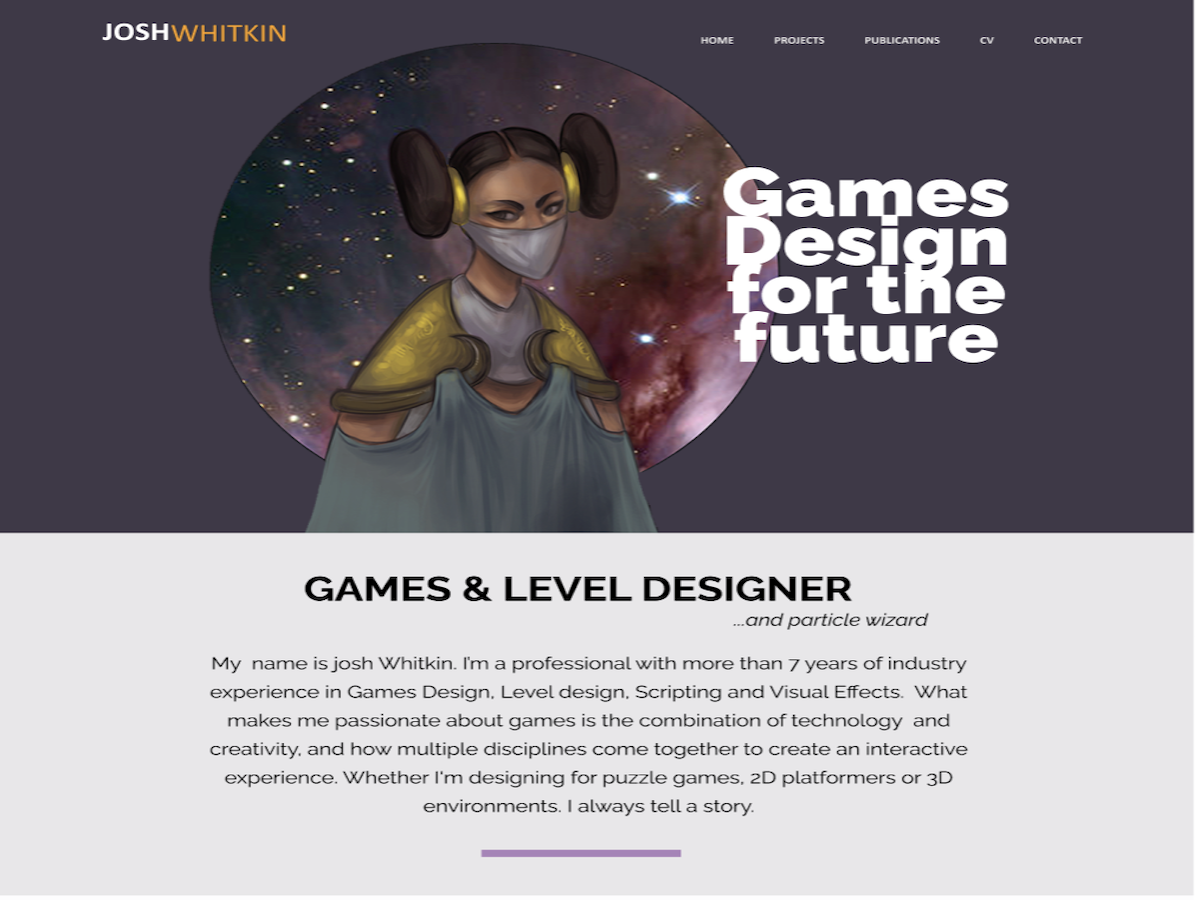 JOSHWHITKIN
HOME PROJECTS PUBLICATIONS CV CONTACT
Games
Design
for the
future
GAMES & LEVEL DESIGNER
...and particle wizard
My name is josh Whitkin. I'm a professional with more than 7 years of industry
experience in Games Design, Level design, Scripting and Visual Effects. What
makes me passionate about games is the combination of technology and
creativity, and how multiple disciplines come together to create an interactive
experience. Whether I'm designing for puzzle games, 2D platformers or 3D
environments. I always tell a story.